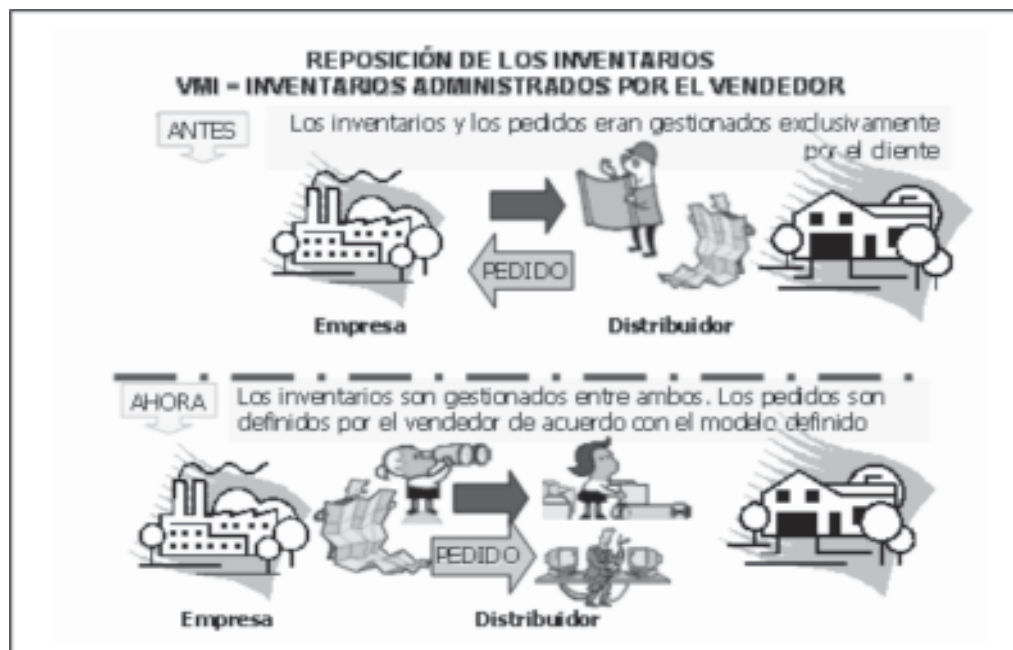 REPOSICIÓN DE LOS INVENTARIOS
VMI – INVENTARIOS ADMINISTRADOS POR EL VENDEDOR
ANTES
Los inventarios y los pedidos eran gestionados exclusivamente
por el cliente
PEDIDO
Empresa
Distribuidor
AHORA
Los inventarios son gestionados entre ambos. Los pedidos son
definidos por el vendedor de acuerdo con el modelo definido
PEDIDO
Empresa
Distribuidor